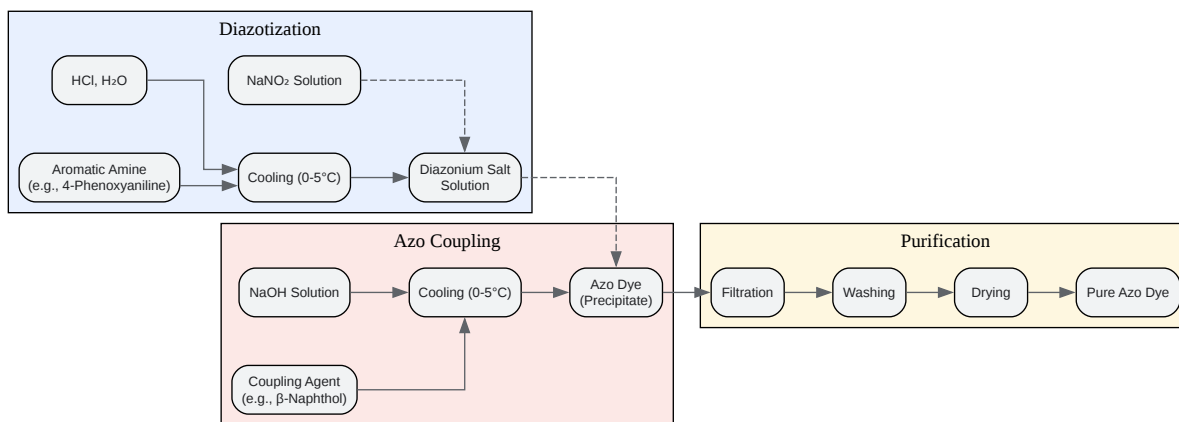 Diazotization
HCl, H₂O
NaNO₂ Solution
Aromatic Amine
(e.g., 4-Phenoxyaniline)
Cooling (0-5°C)
Diazonium Salt
Solution
Azo Coupling
NaOH Solution
Cooling (0-5°C)
Azo Dye
(Precipitate)
Coupling Agent
(e.g., β-Naphthol)
Purification
Filtration
Washing
Drying
Pure Azo Dye